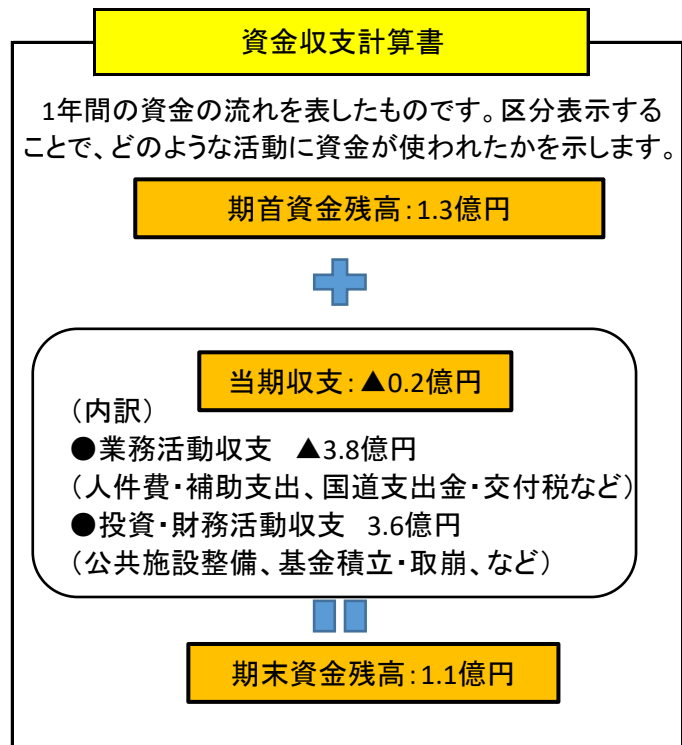 資金収支計算書
1年間の資金の流れを表したものです。区分表示する
ことで、どのような活動に資金が使われたかを示します。
期首資金残高：1.3億円
当期収支：▲0.2億円
（内訳）
●業務活動収支　▲3.8億円
（人件費・補助支出、国道支出金・交付税など）
●投資・財務活動収支　3.6億円
（公共施設整備、基金積立・取崩、など）
期末資金残高：1.1億円